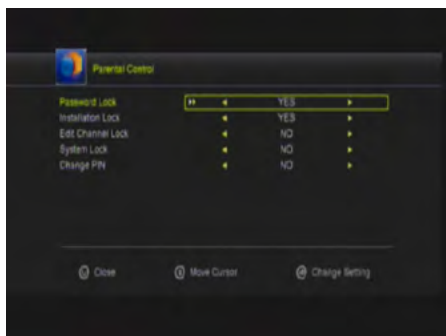 Parental Control
Password Lock YES
Installation Lock YES
Edit Channel Lock NO
System Lock NO
Change PIN NO
Close Move Cursor Change Setting